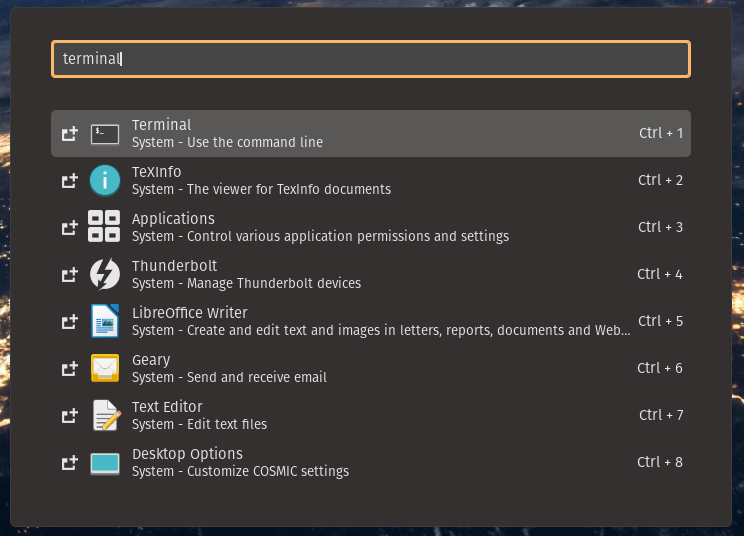 terminal
$_
Terminal
System - Use the command line
Ctrl + 1
i
TeXInfo
System - The viewer for TexInfo documents
Ctrl + 2
Applications
System - Control various application permissions and settings
Ctrl + 3
Thunderbolt
System - Manage Thunderbolt devices
Ctrl + 4
LibreOffice Writer
System - Create and edit text and images in letters, reports, documents and Web...
Ctrl + 5
Geary
System - Send and receive email
Ctrl + 6
Text Editor
System - Edit text files
Ctrl + 7
Desktop Options
System - Customize COSMIC settings
Ctrl + 8